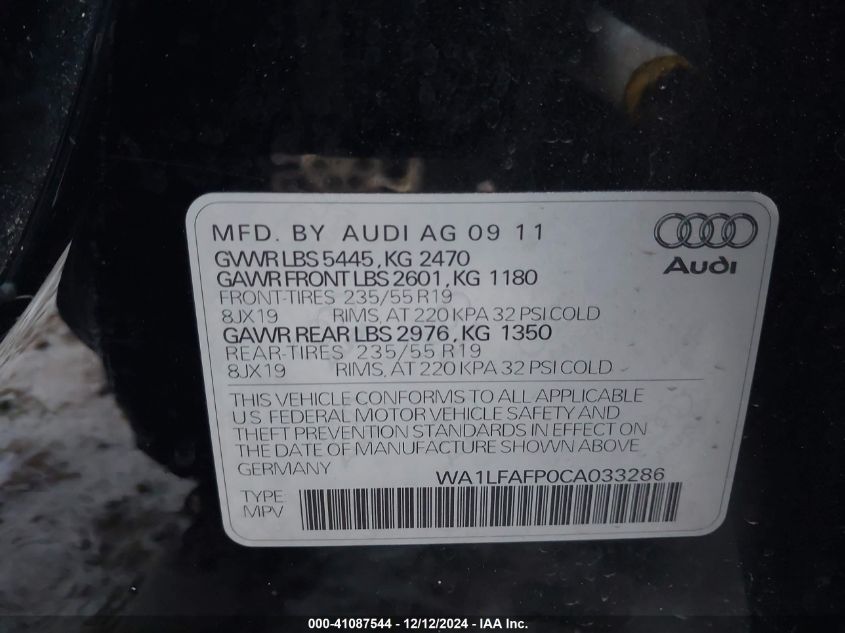 MFD. BY AUDI AG 09 11
Audi
GVWR LBS 5445, KG 2470
GAWR FRONT LBS 2601, KG 1180
FRONT-TIRES 235/55 R19
8JX19 RIMS, AT 220 KPA 32 PSI COLD
GAWR REAR LBS 2976, KG 1350
REAR-TIRES 235/55 R19
8JX19 RIMS, AT 220 KPA 32 PSI COLD
THIS VEHICLE CONFORMS TO ALL APPLICABLE
U.S. FEDERAL MOTOR VEHICLE SAFETY AND
THEFT PREVENTION STANDARDS IN EFFECT ON
THE DATE OF MANUFACTURE SHOWN ABOVE
GERMANY
WA1LFAFP0CA033286
TYPE
MPV
000-41087544 - 12/12/2024 - IAA Inc.